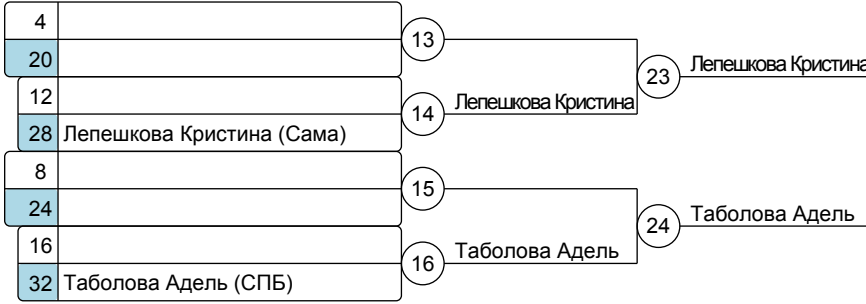 4
13
20
23 Лепешкова Кристина
12
14 Лепешкова Кристина
28 Лепешкова Кристина (Сама)
8
15
24
24 Таболова Адель
16
16 Таболова Адель
32 Таболова Адель (СПБ)